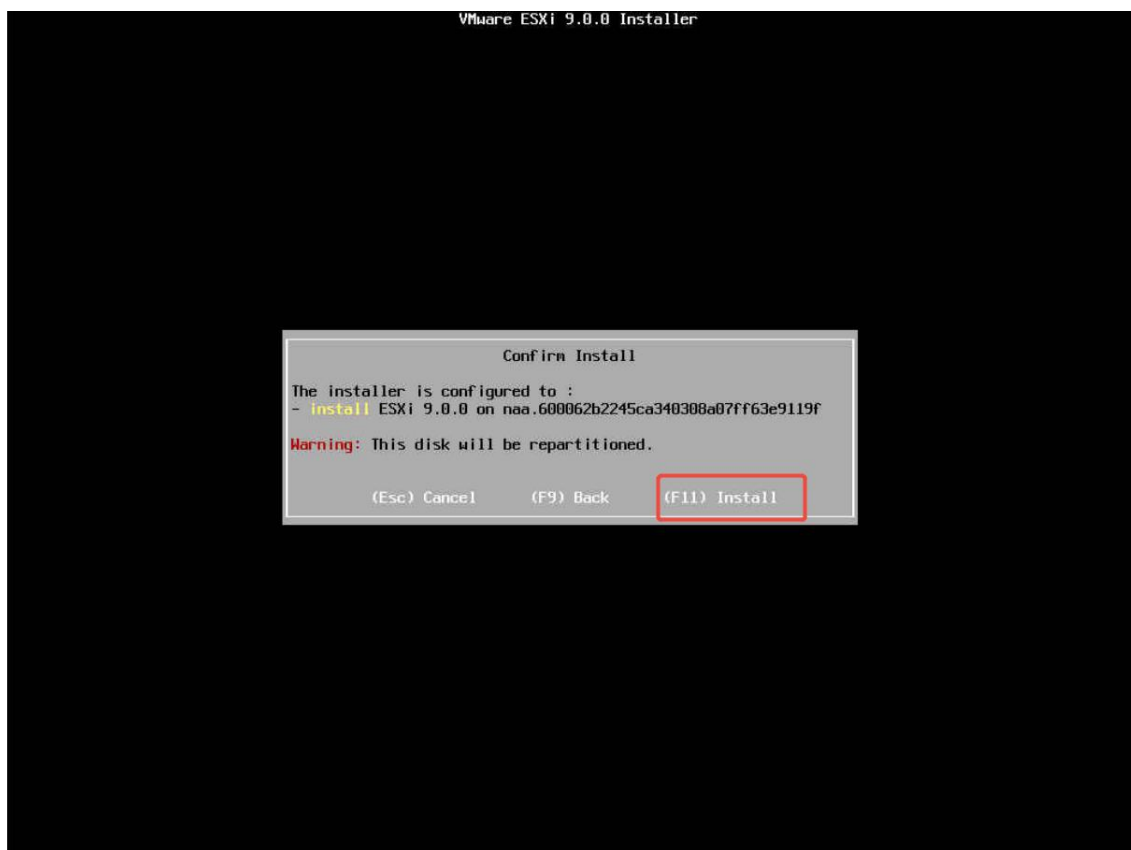 VMware ESXi 9.0.0 Installer
Confirm Install
The installer is configured to :
- install ESXi 9.0.0 on naa.600062b2245ca340308a07ff63e9119f
Warning: This disk will be repartitioned.
(Esc) Cancel (F9) Back (F11) Install